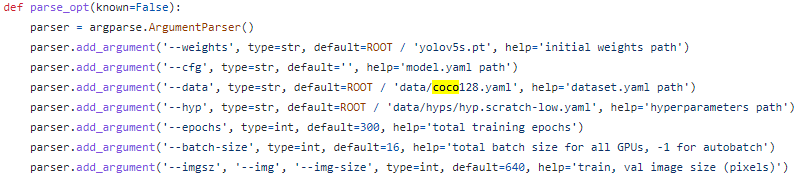 def parse_opt(known=False):
    parser = argparse.ArgumentParser()
    parser.add_argument('--weights', type=str, default=ROOT / 'yolov5s.pt', help='initial weights path')
    parser.add_argument('--cfg', type=str, default='', help='model.yaml path')
    parser.add_argument('--data', type=str, default=ROOT / 'data/coco128.yaml', help='dataset.yaml path')
    parser.add_argument('--hyp', type=str, default=ROOT / 'data/hyps/hyp.scratch-low.yaml', help='hyperparameters path')
    parser.add_argument('--epochs', type=int, default=300, help='total training epochs')
    parser.add_argument('--batch-size', type=int, default=16, help='total batch size for all GPUs, -1 for autobatch')
    parser.add_argument('--imgsz', '--img', '--img-size', type=int, default=640, help='train, val image size (pixels)')